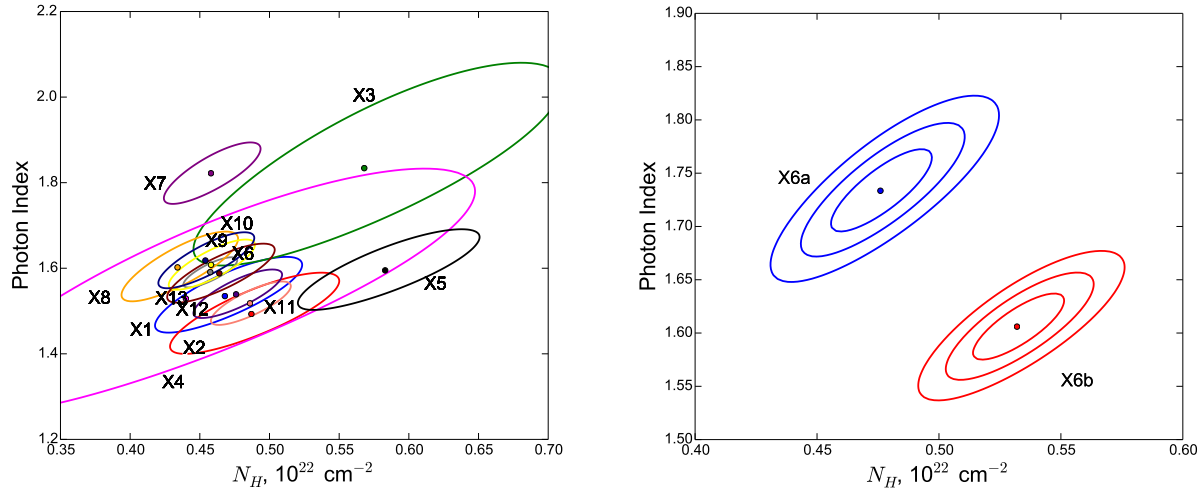 2.2
2.0
1.8
1.6
1.4
1.2
Photon Index
X3
X7
X10
X9
X6
X8
X13
X12
X11
X5
X1
X2
X4
0.35 0.40 0.45 0.50 0.55 0.60 0.65 0.70
N_H, 10^22 cm^−2
1.90
1.85
1.80
1.75
1.70
1.65
1.60
1.55
1.50
Photon Index
X6a
X6b
0.40 0.45 0.50 0.55 0.60
N_H, 10^22 cm^−2